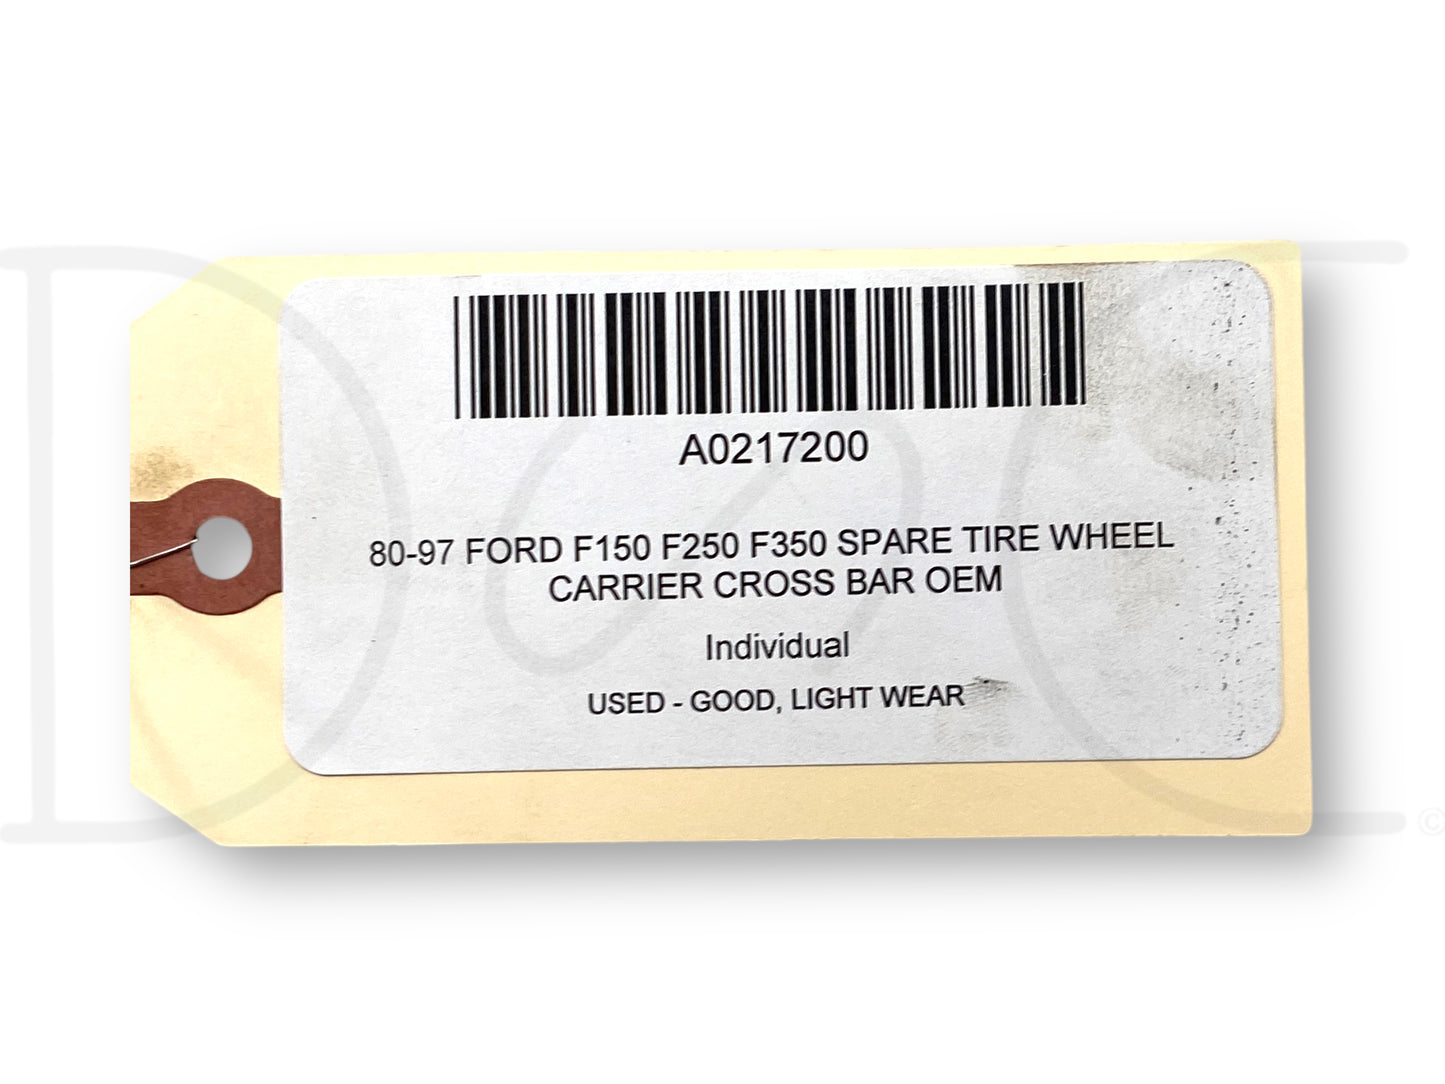 A0217200
80-97 FORD F150 F250 F350 SPARE TIRE WHEEL
CARRIER CROSS BAR OEM
Individual
USED - GOOD, LIGHT WEAR
©